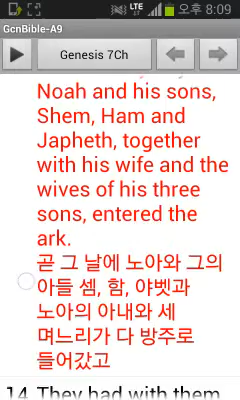 LTE
오후 8:09
GcnBible-A9
Genesis 7Ch
Noah and his sons,
Shem, Ham and
Japheth, together
with his wife and the
wives of his three
sons, entered the
ark.
곧 그 날에 노아와 그의
아들 셈, 함, 야벳과
노아의 아내와 세
며느리가 다 방주로
들어갔고
14 They had with them